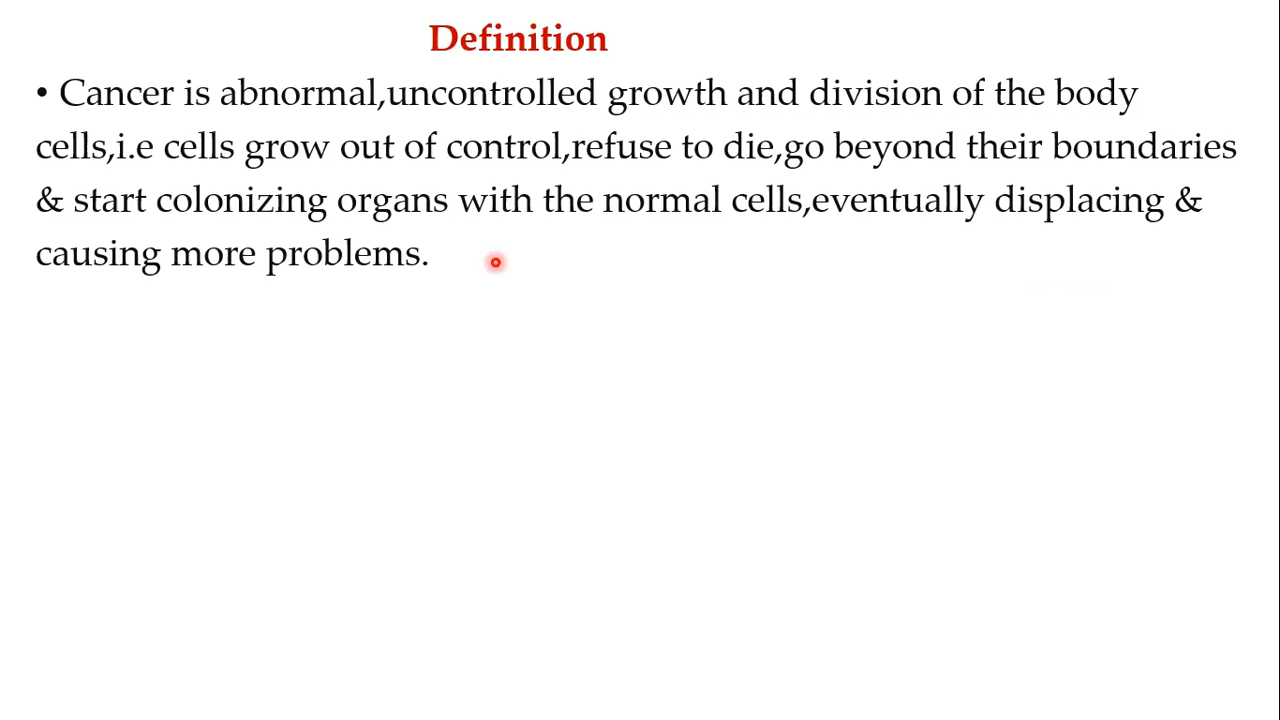 Definition
• Cancer is abnormal,uncontrolled growth and division of the body
cells,i.e cells grow out of control,refuse to die,go beyond their boundaries
& start colonizing organs with the normal cells,eventually displacing &
causing more problems.